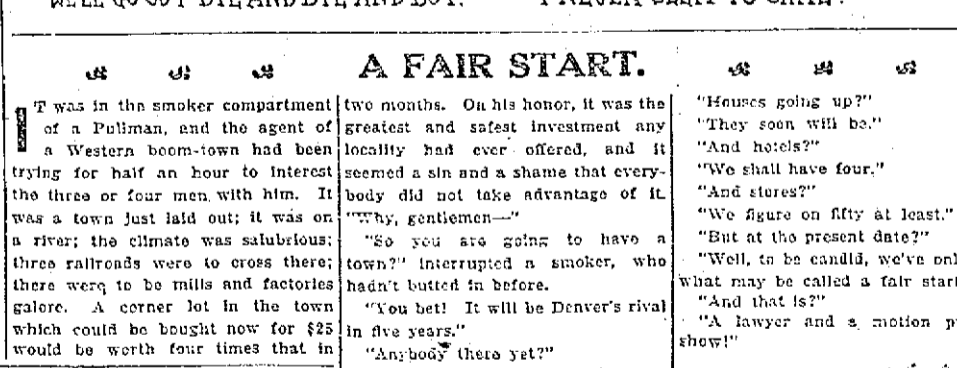 A FAIR START.
IT was in the smoker compartment
of a Pullman, and the agent of
a Western boom-town had been
trying for half an hour to interest
the three or four men with him. It
was a town just laid out; it was on
a river; the climate was salubrious;
three railroads were to cross there;
there were to be mills and factories
galore. A corner lot in the town
which could be bought now for $25
would be worth four times that in
two months. On his honor, it was the
greatest and safest investment any
locality had ever offered, and it
seemed a sin and a shame that every-
body did not take advantage of it.
"Why, gentlemen—"
"So you are going to have a
town?" interrupted a smoker, who
hadn't butted in before.
"You bet! It will be Denver's rival
in five years."
"Anybody there yet?"
"Houses going up?"
"They soon will be."
"And hotels?"
"We shall have four."
"And stores?"
"We figure on fifty at least."
"But at the present date?"
"Well, to be candid, we've onl
what may be called a fair start
"And that is?"
"A lawyer and a motion p
show!"